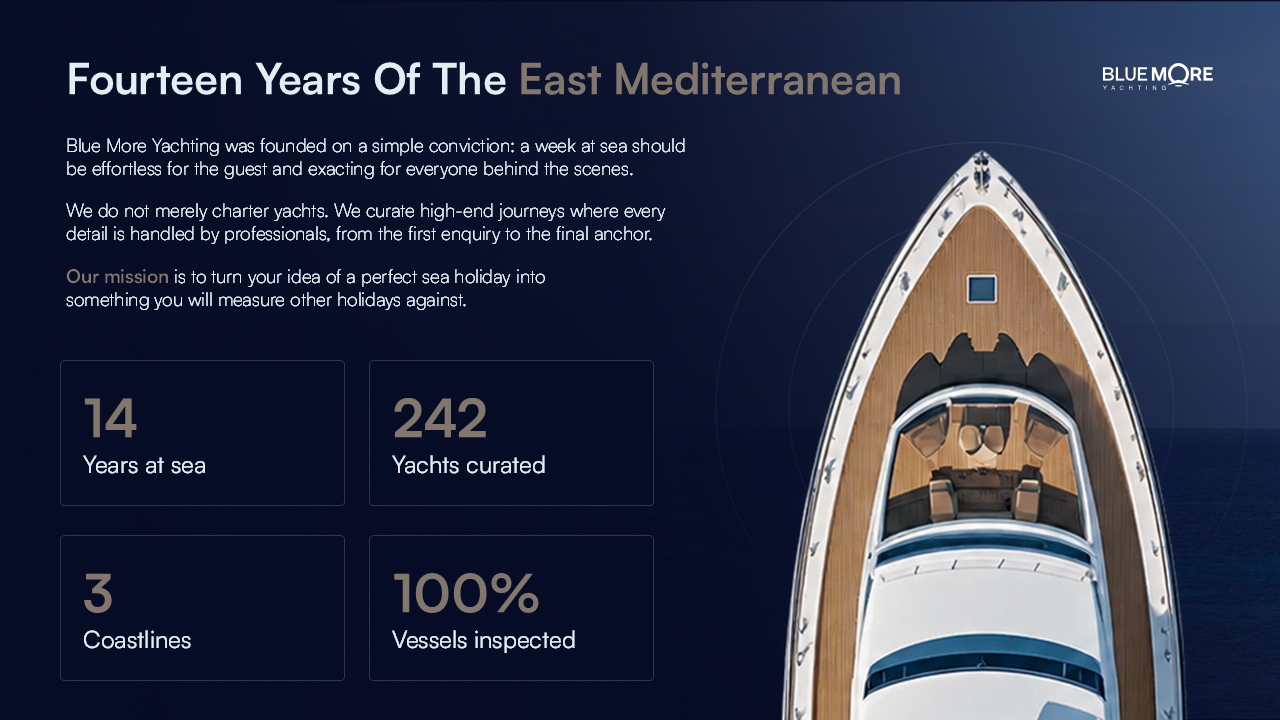 Fourteen Years Of The East Mediterranean
BLUE MORE
YACHTING
Blue More Yachting was founded on a simple conviction: a week at sea should
be effortless for the guest and exacting for everyone behind the scenes.
We do not merely charter yachts. We curate high-end journeys where every
detail is handled by professionals, from the first enquiry to the final anchor.
Our mission is to turn your idea of a perfect sea holiday into
something you will measure other holidays against.
14
Years at sea
242
Yachts curated
3
Coastlines
100%
Vessels inspected